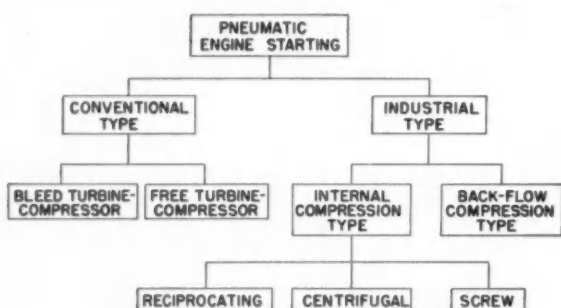 PNEUMATIC
ENGINE STARTING
CONVENTIONAL
TYPE
INDUSTRIAL
TYPE
BLEED TURBINE-
COMPRESSOR
FREE TURBINE-
COMPRESSOR
INTERNAL
COMPRESSION
TYPE
BACK-FLOW
COMPRESSION
TYPE
RECIPROCATING
CENTRIFUGAL
SCREW